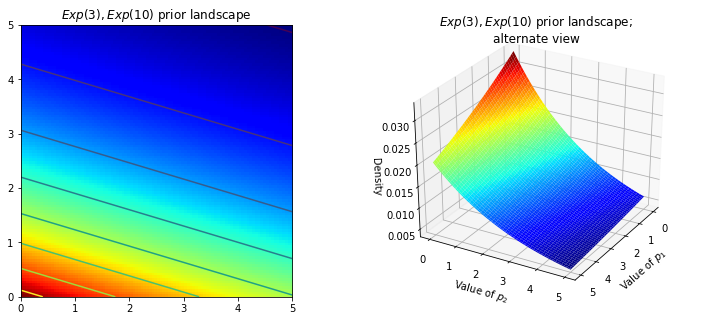 Exp(3), Exp(10) prior landscape
5
4
3
2
1
0
0 1 2 3 4 5
Exp(3), Exp(10) prior landscape;
alternate view
0.030
0.025
0.020
0.015
0.010
0.005
Density
0 1 2 3 4 5
Value of p₂
0 1 2 3 4 5
Value of p₁